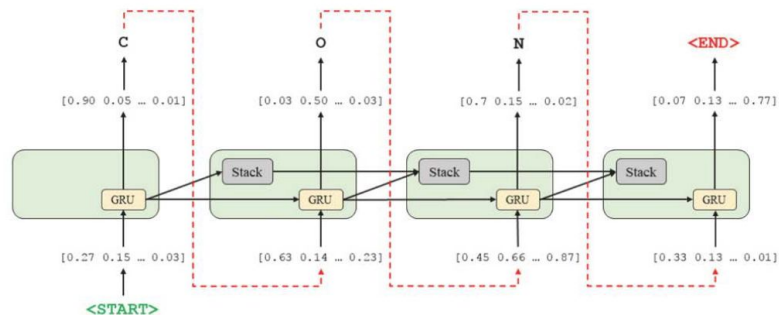 C O N <END>
[0.90 0.05 … 0.01] [0.03 0.50 … 0.03] [0.7 0.15 … 0.02] [0.07 0.13 … 0.77]
Stack Stack Stack
GRU GRU GRU GRU
[0.27 0.15 … 0.03] [0.63 0.14 … 0.23] [0.45 0.66 … 0.87] [0.33 0.13 … 0.01]
<START>